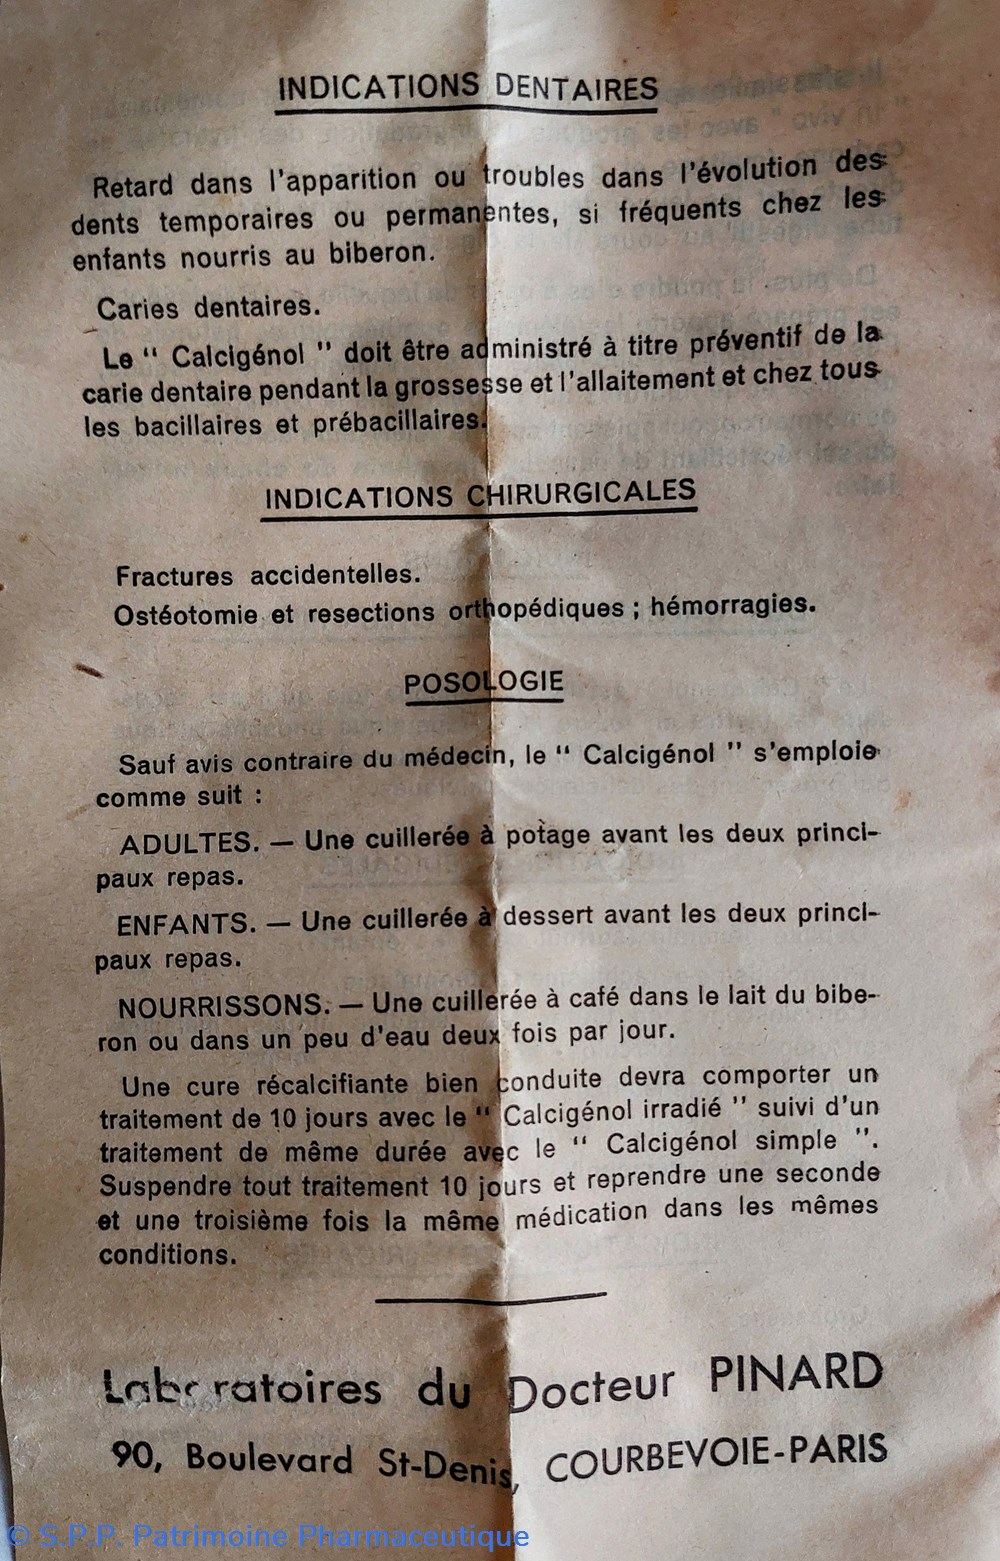 INDICATIONS DENTAIRES
Retard dans l'apparition ou troubles dans l'évolution des
dents temporaires ou permanentes, si fréquents chez les
enfants nourris au biberon.
Caries dentaires.
Le “ Calcigénol ” doit être administré à titre préventif de la
carie dentaire pendant la grossesse et l'allaitement et chez tous
les bacillaires et prébacillaires.
INDICATIONS CHIRURGICALES
Fractures accidentelles.
Ostéotomie et resections orthopédiques ; hémorragies.
POSOLOGIE
Sauf avis contraire du médecin, le “ Calcigénol ” s'emploie
comme suit :
ADULTES. — Une cuillerée à potage avant les deux princi-
paux repas.
ENFANTS. — Une cuillerée à dessert avant les deux princi-
paux repas.
NOURRISSONS. — Une cuillerée à café dans le lait du bibe-
ron ou dans un peu d'eau deux fois par jour.
Une cure récalcifiante bien conduite devra comporter un
traitement de 10 jours avec le “ Calcigénol irradié ” suivi d'un
traitement de même durée avec le “ Calcigénol simple ”.
Suspendre tout traitement 10 jours et reprendre une seconde
et une troisième fois la même médication dans les mêmes
conditions.
Laboratoires du Docteur PINARD
90, Boulevard St-Denis, COURBEVOIE-PARIS
© S.P.P. Patrimoine Pharmaceutique